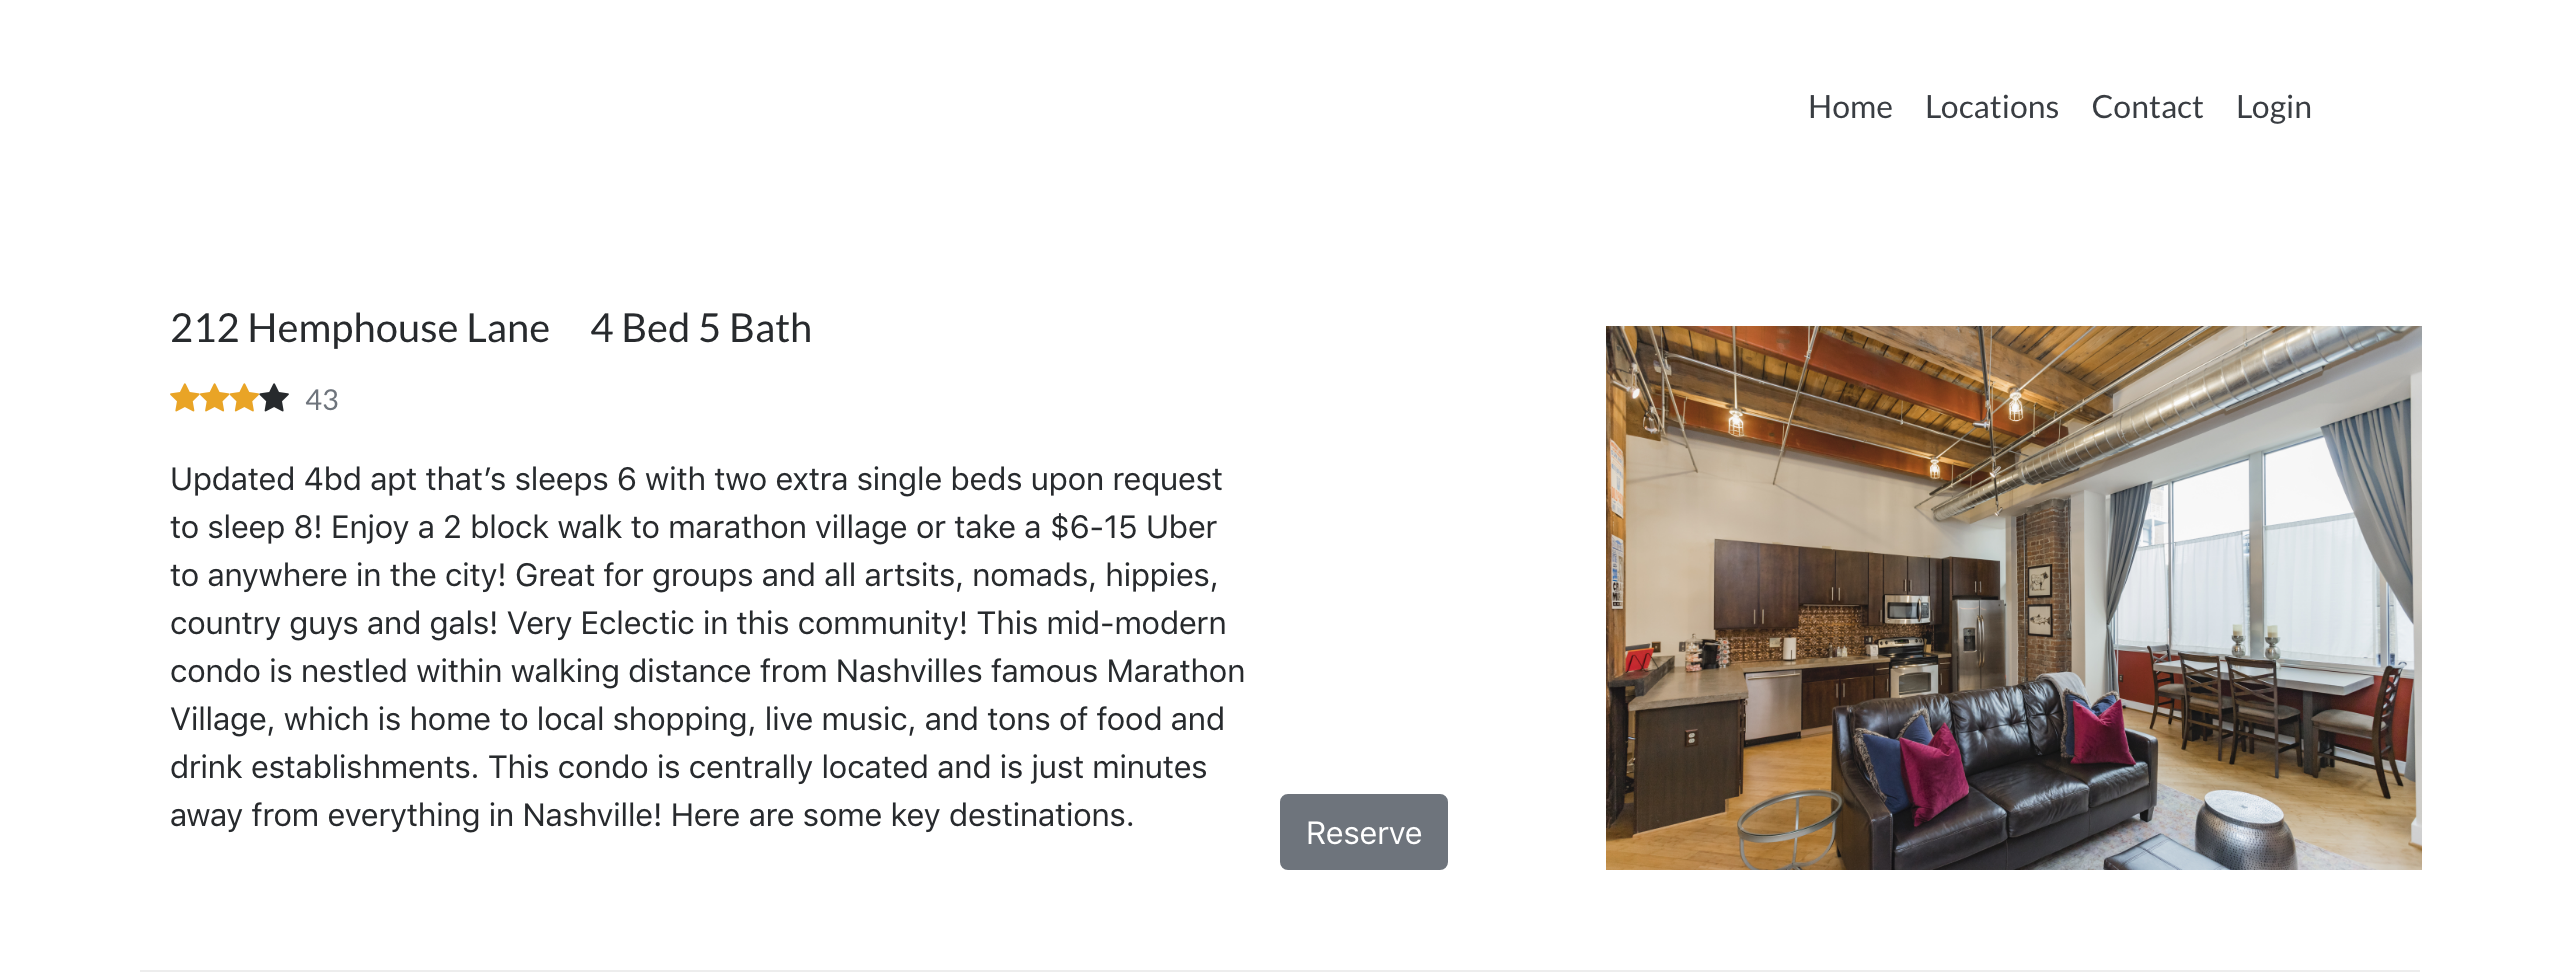 Home Locations Contact Login
212 Hemphouse Lane 4 Bed 5 Bath
43
Updated 4bd apt that’s sleeps 6 with two extra single beds upon request
to sleep 8! Enjoy a 2 block walk to marathon village or take a $6-15 Uber
to anywhere in the city! Great for groups and all artsits, nomads, hippies,
country guys and gals! Very Eclectic in this community! This mid-modern
condo is nestled within walking distance from Nashvilles famous Marathon
Village, which is home to local shopping, live music, and tons of food and
drink establishments. This condo is centrally located and is just minutes
away from everything in Nashville! Here are some key destinations.
Reserve